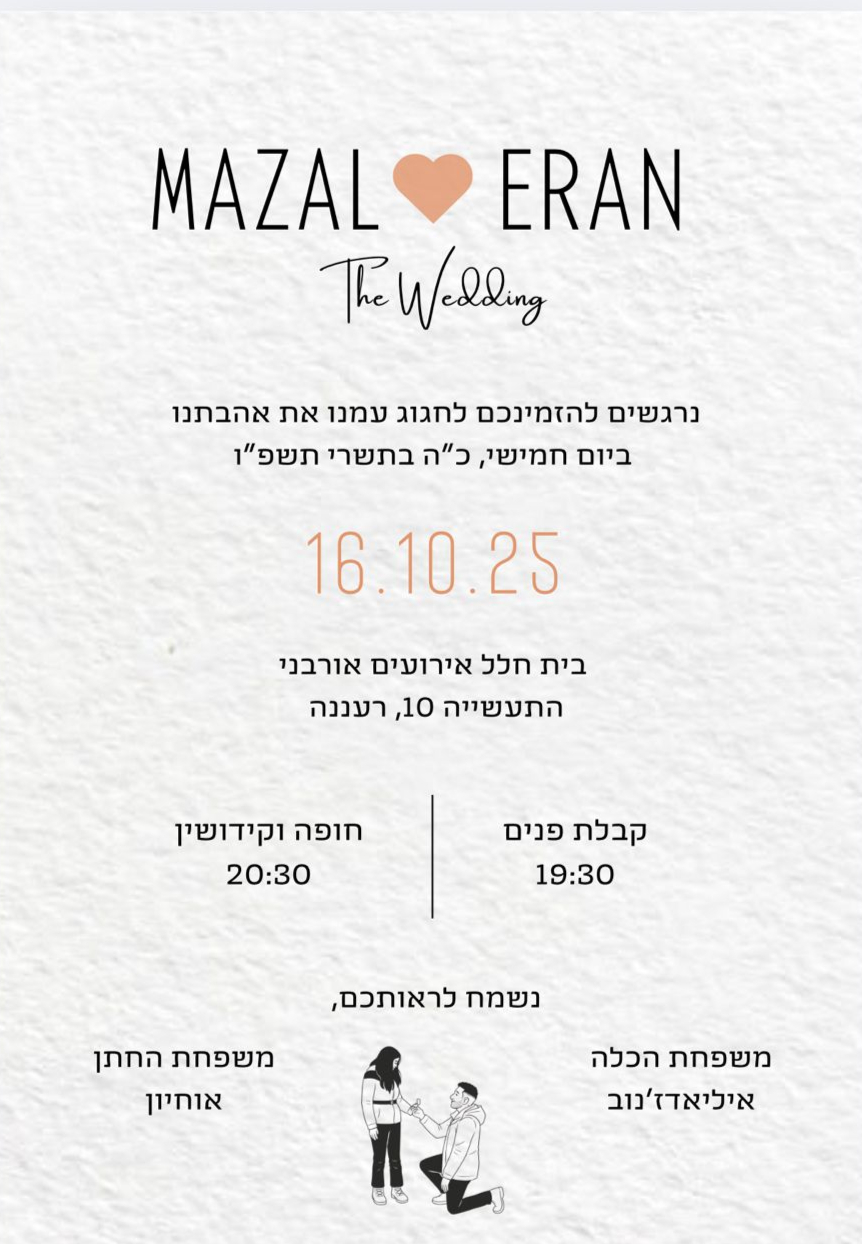 MAZAL ERAN
The Wedding
נרגשים להזמינכם לחגוג עמנו את אהבתנו
ביום חמישי, כ״ה בתשרי תשפ״ו
16.10.25
בית חלל אירועים אורבני
התעשייה 10, רעננה
קבלת פנים
19:30
חופה וקידושין
20:30
נשמח לראותכם,
משפחת הכלה
איליאדז'נוב
משפחת החתן
אוחיון